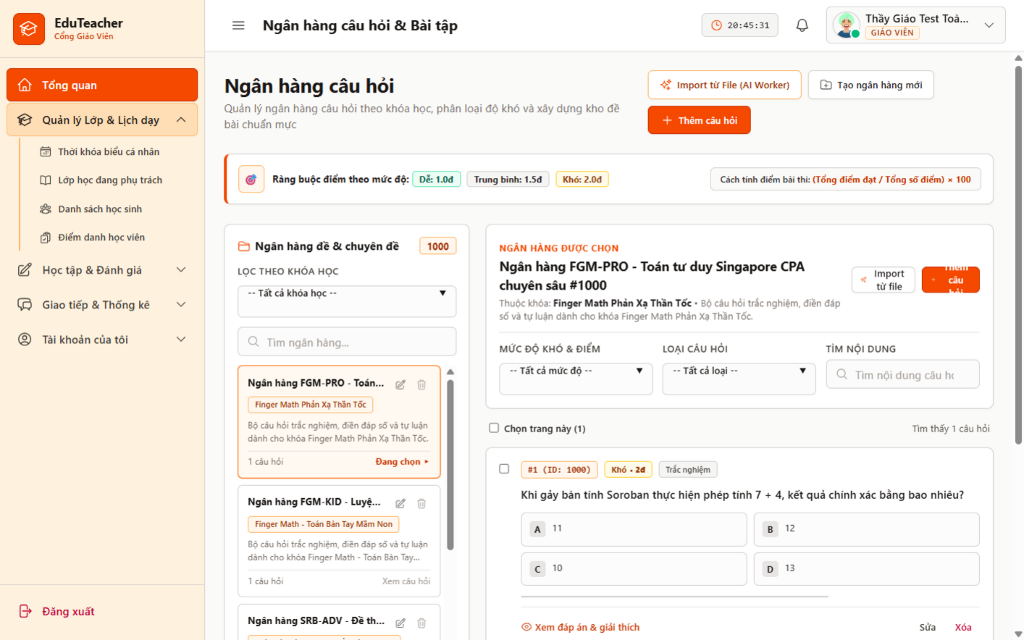 EduTeacher
Cổng Giáo Viên
Ngân hàng câu hỏi & Bài tập
20:45:31
Thầy Giáo Test Toá...
GIÁO VIÊN
Tổng quan
Quản lý Lớp & Lịch dạy
Thời khóa biểu cá nhân
Lớp học đang phụ trách
Danh sách học sinh
Điểm danh học viên
Học tập & Đánh giá
Giao tiếp & Thống kê
Tài khoản của tôi
Đăng xuất
Ngân hàng câu hỏi
Quản lý ngân hàng câu hỏi theo khóa học, phân loại độ khó và xây dựng kho đề
bài chuẩn mực
Import từ File (AI Worker)
Tạo ngân hàng mới
Thêm câu hỏi
Ràng buộc điểm theo mức độ:
Dễ: 1.0đ
Trung bình: 1.5đ
Khó: 2.0đ
Cách tính điểm bài thi: (Tổng điểm đạt / Tổng số điểm) × 100
Ngân hàng đề & chuyên đề
1000
LỌC THEO KHÓA HỌC
-- Tất cả khóa học --
Tìm ngân hàng...
Ngân hàng FGM-PRO - Toán...
Finger Math Phản Xạ Thần Tốc
Bộ câu hỏi trắc nghiệm, điền đáp số và tự luận
dành cho khóa Finger Math Phản Xạ Thần Tốc.
1 câu hỏi
Đang chọn
Ngân hàng FGM-KID - Luyệ...
Finger Math - Toán Bàn Tay Mầm Non
Bộ câu hỏi trắc nghiệm, điền đáp số và tự luận
dành cho khóa Finger Math - Toán Bàn Tay...
1 câu hỏi
Xem câu hỏi
Ngân hàng SRB-ADV - Đề th...
NGÂN HÀNG ĐƯỢC CHỌN
Ngân hàng FGM-PRO - Toán tư duy Singapore CPA
chuyên sâu #1000
Thuộc khóa: Finger Math Phản Xạ Thần Tốc • Bộ câu hỏi trắc nghiệm, điền đáp
số và tự luận dành cho khóa Finger Math Phản Xạ Thần Tốc.
Import
từ file
Thêm
câu
hỏi
MỨC ĐỘ KHÓ & ĐIỂM
-- Tất cả mức độ --
LOẠI CÂU HỎI
-- Tất cả loại --
TÌM NỘI DUNG
Tìm nội dung câu hỏ
Chọn trang này (1)
Tìm thấy 1 câu hỏi
#1 (ID: 1000)
Khó • 2đ
Trắc nghiệm
Khi gảy bàn tính Soroban thực hiện phép tính 7 + 4, kết quả chính xác bằng bao nhiêu?
A 11
B 12
C 10
D 13
Xem đáp án & giải thích
Sửa
Xóa